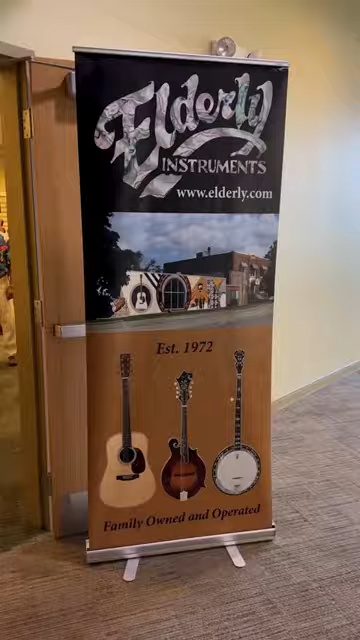 Elderly
INSTRUMENTS
www.elderly.com
Est. 1972
Family Owned and Operated